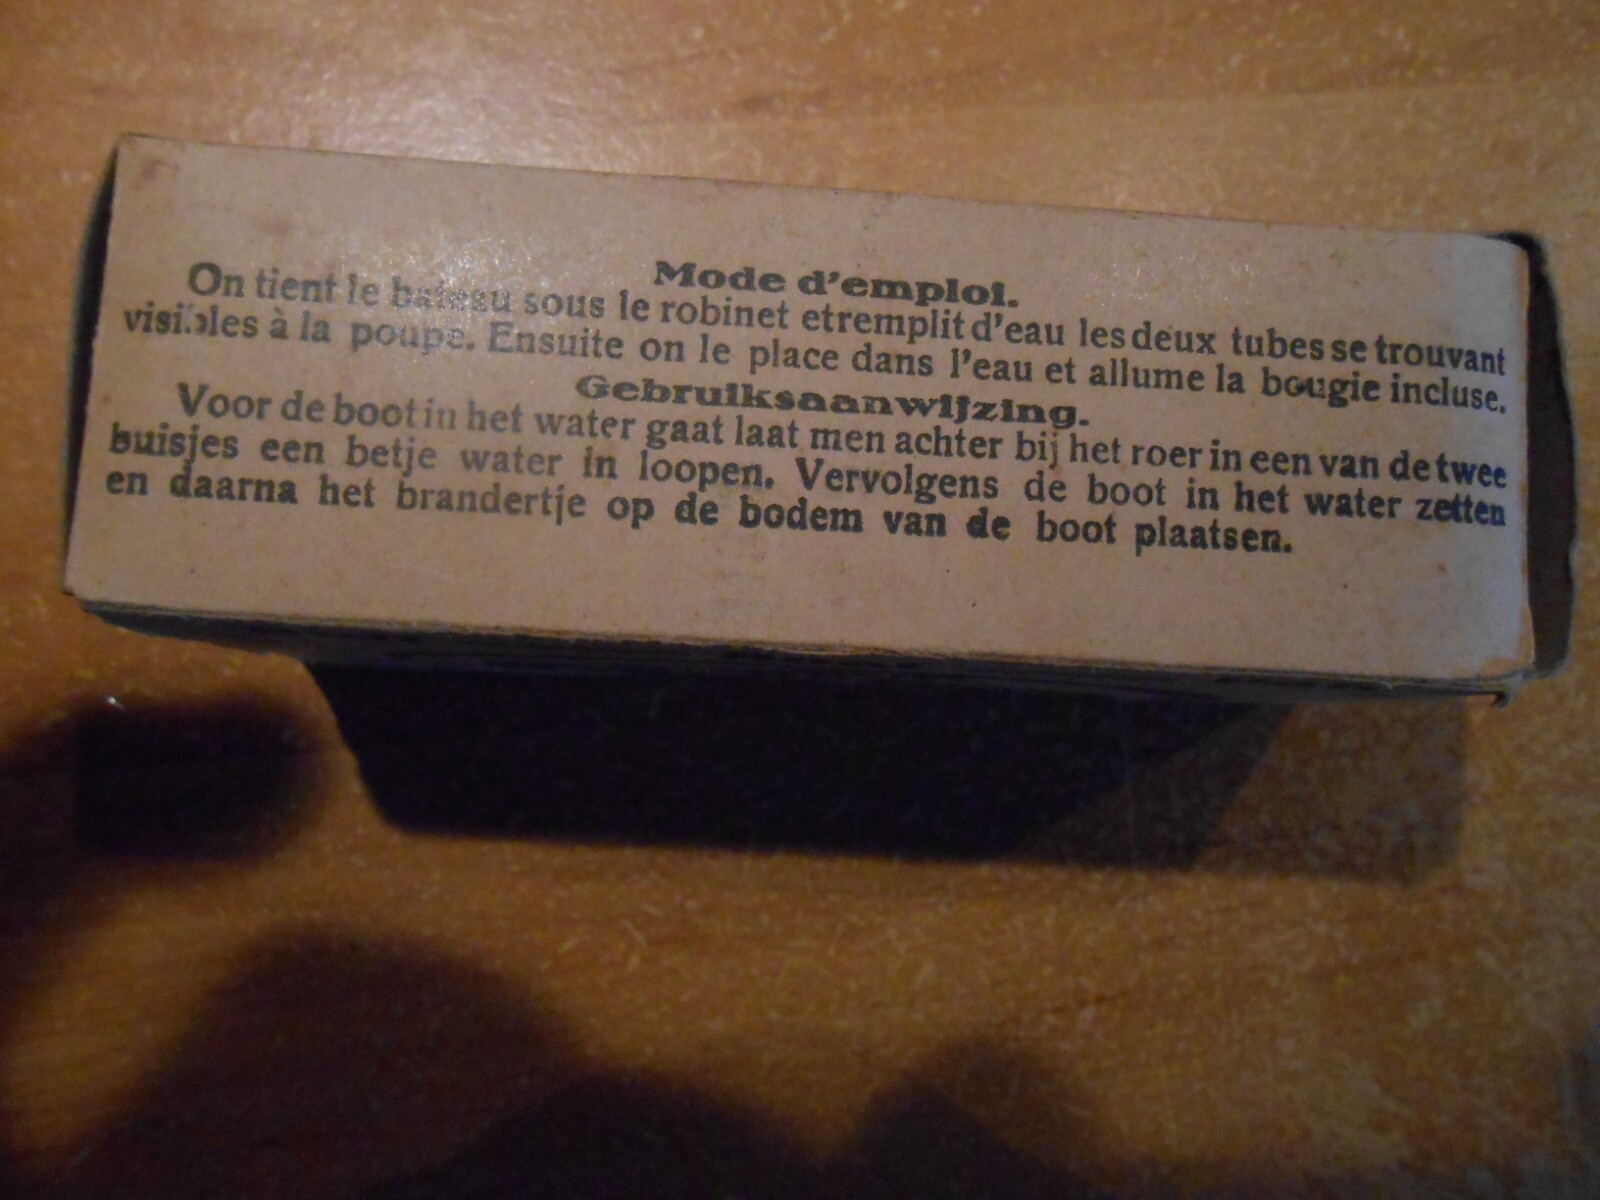 Mode d'emploi.
On tient le bateau sous le robinet etremplit d'eau les deux tubes se trouvant
visibles à la poupe. Ensuite on le place dans l'eau et allume la bougie incluse.
Gebruiksaanwijzing.
Voor de boot in het water gaat laat men achter bij het roer in een van de twee
buisjes een betje water in loopen. Vervolgens de boot in het water zetten
en daarna het brandertje op de bodem van de boot plaatsen.